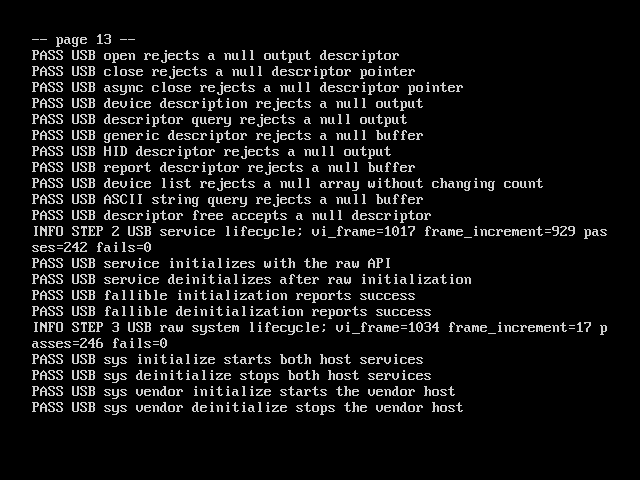 -- page 13 --
PASS USB open rejects a null output descriptor
PASS USB close rejects a null descriptor pointer
PASS USB async close rejects a null descriptor pointer
PASS USB device description rejects a null output
PASS USB descriptor query rejects a null output
PASS USB generic descriptor rejects a null buffer
PASS USB HID descriptor rejects a null output
PASS USB report descriptor rejects a null buffer
PASS USB device list rejects a null array without changing count
PASS USB ASCII string query rejects a null buffer
PASS USB descriptor free accepts a null descriptor
INFO STEP 2 USB service lifecycle; vi_frame=1017 frame_increment=929 pas
ses=242 fails=0
PASS USB service initializes with the raw API
PASS USB service deinitializes after raw initialization
PASS USB fallible initialization reports success
PASS USB fallible deinitialization reports success
INFO STEP 3 USB raw system lifecycle; vi_frame=1034 frame_increment=17 p
asses=246 fails=0
PASS USB sys initialize starts both host services
PASS USB sys deinitialize stops both host services
PASS USB sys vendor initialize starts the vendor host
PASS USB sys vendor deinitialize stops the vendor host